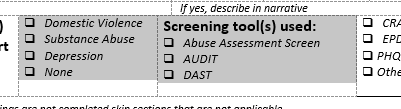 If yes, describe in narrative
)
rt
❑ Domestic Violence
❑ Substance Abuse
❑ Depression
❑ None
Screening tool(s) used:
❑ Abuse Assessment Screen
❑ AUDIT
❑ DAST
❑ CRA
❑ EPD
❑ PHQ
❑ Othe